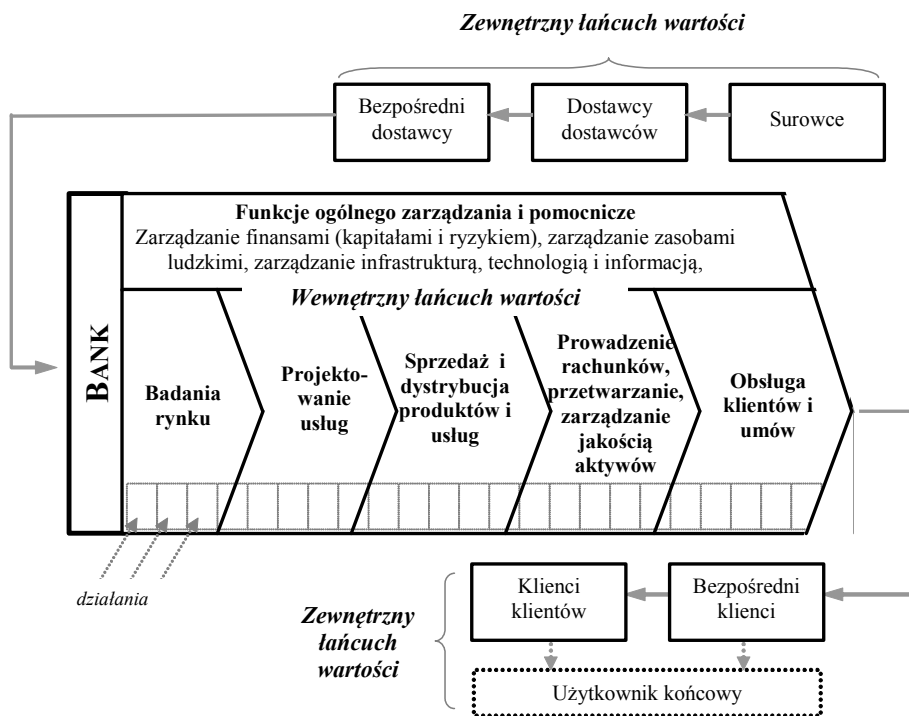 Zewnętrzny łańcuch wartości
Bezpośredni
dostawcy
Dostawcy
dostawców
Surowce
BANK
Funkcje ogólnego zarządzania i pomocnicze
Zarządzanie finansami (kapitałami i ryzykiem), zarządzanie zasobami
ludzkimi, zarządzanie infrastrukturą, technologią i informacją,
Wewnętrzny łańcuch wartości
Badania
rynku
Projekto-
wanie
usług
Sprzedaż i
dystrybucja
produktów i
usług
Prowadzenie
rachunków,
przetwarzanie,
zarządzanie
jakością
aktywów
Obsługa
klientów i
umów
działania
Zewnętrzny
łańcuch
wartości
Klienci
klientów
Bezpośredni
klienci
Użytkownik końcowy